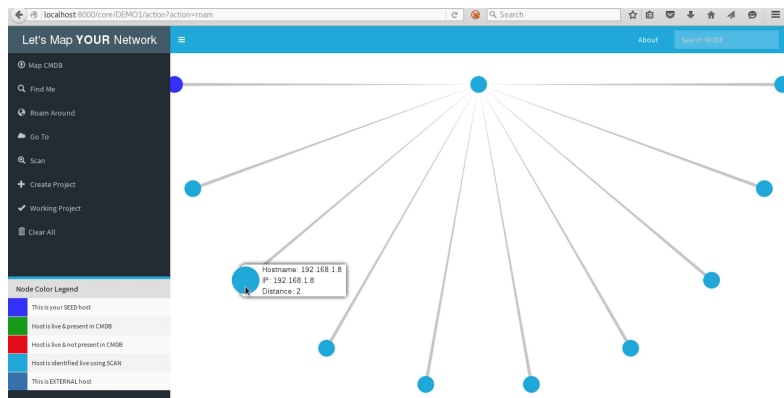 localhost:8000/core/DEMO1/action?action=roam
Search
Let's Map YOUR Network
About
Search NODE
Map CMDB
Find Me
Roam Around
Go To
Scan
Create Project
Working Project
Clear All
Hostname: 192.168.1.8
IP: 192.168.1.8
Distance: 2
Node Color Legend
This is your SEED host
Host is live & present in CMDB
Host is live & not present in CMDB
Host is identified live using SCAN
This is EXTERNAL host